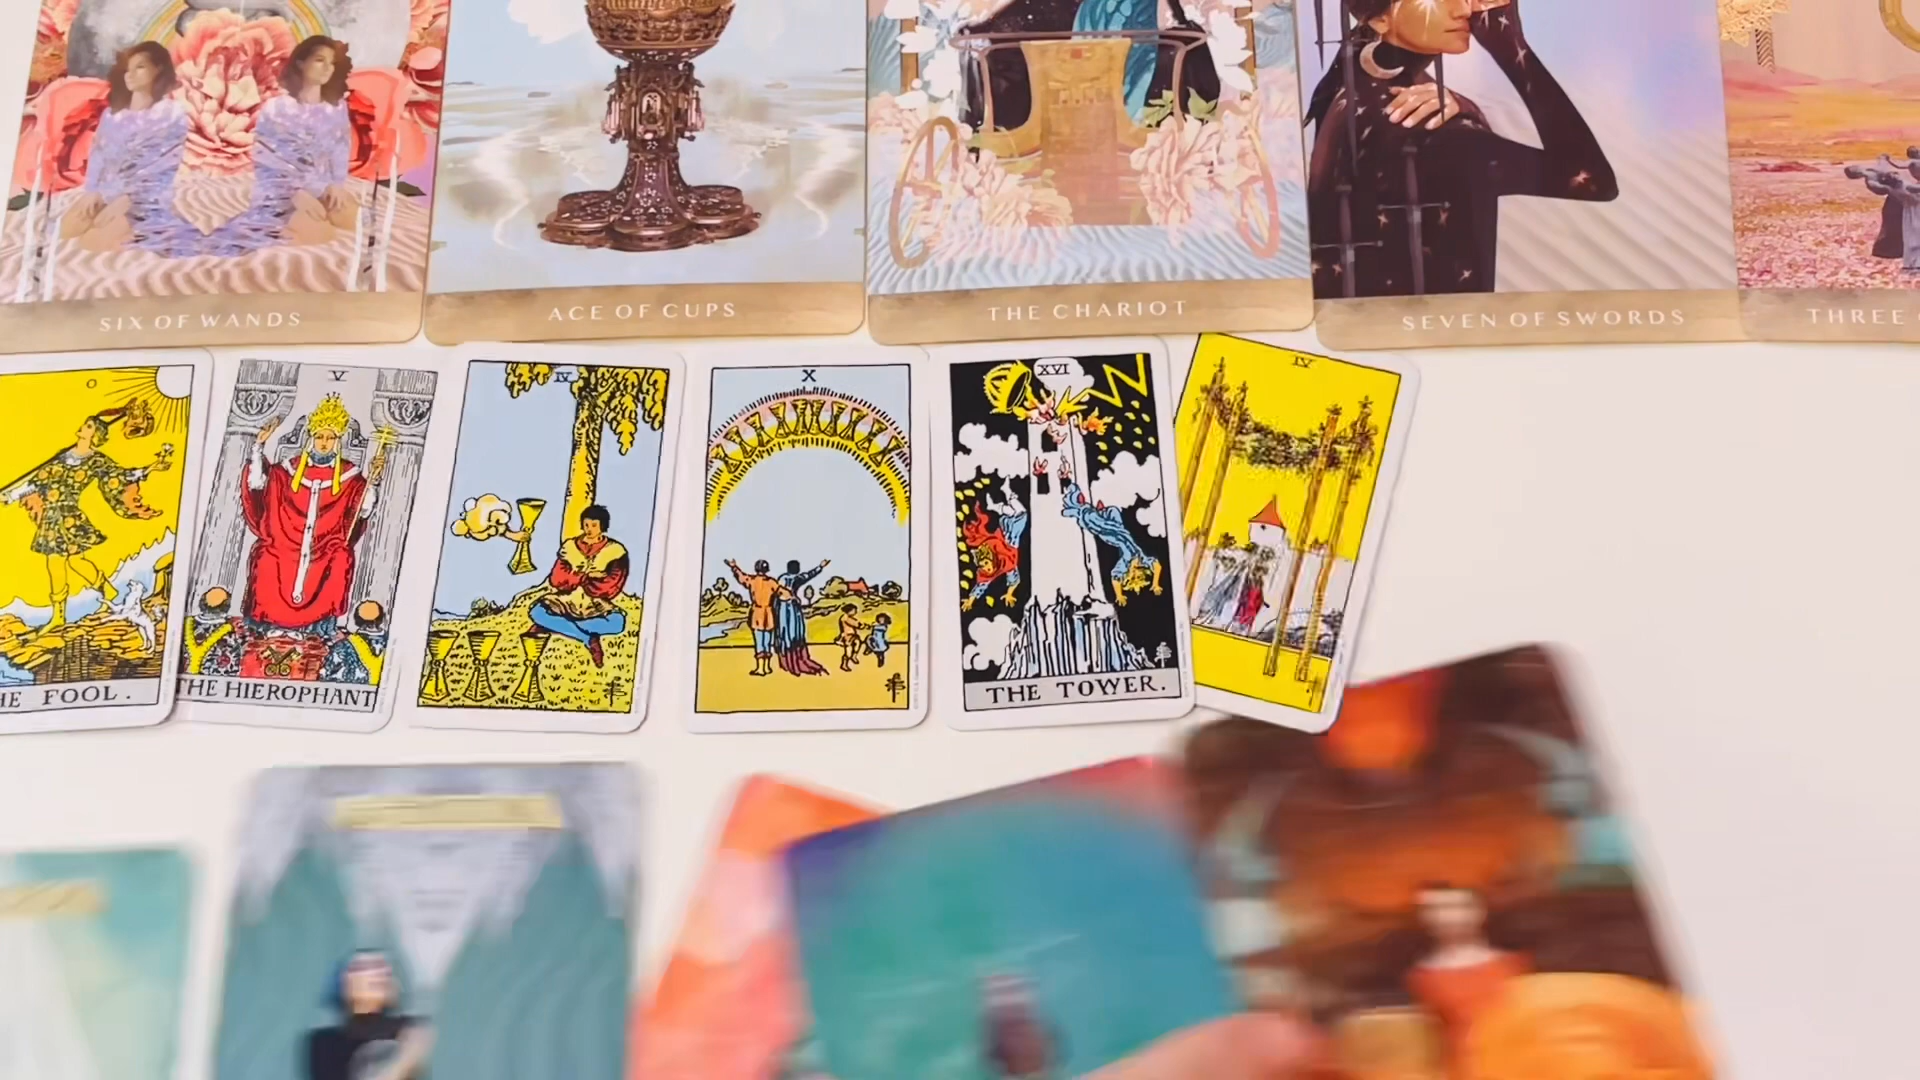 SIX OF WANDS
ACE OF CUPS
THE CHARIOT
SEVEN OF SWORDS
THREE
V
IV
X
XVI
IV
HE FOOL.
THE HIEROPHANT
THE TOWER.